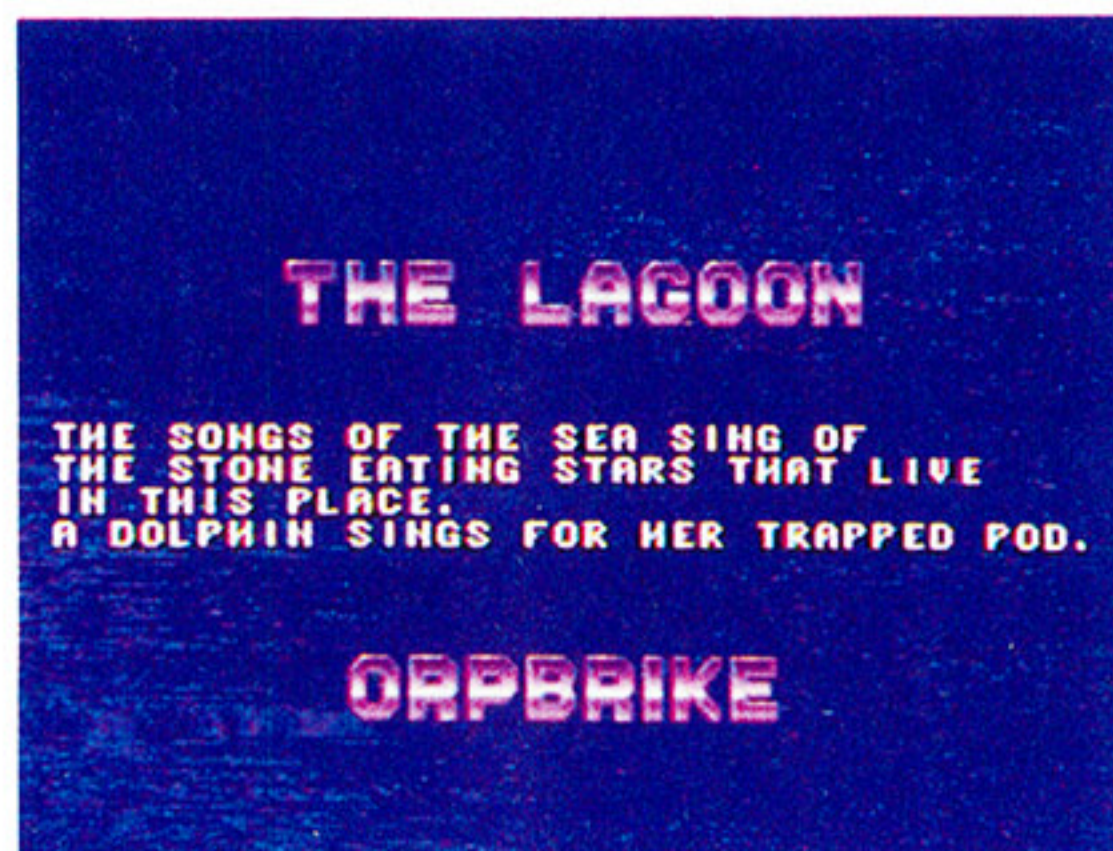 THE LAGOON
THE SONGS OF THE SEA SING OF
THE STONE EATING STARS THAT LIVE
IN THIS PLACE.
A DOLPHIN SINGS FOR HER TRAPPED POD.
ORPBRIKE